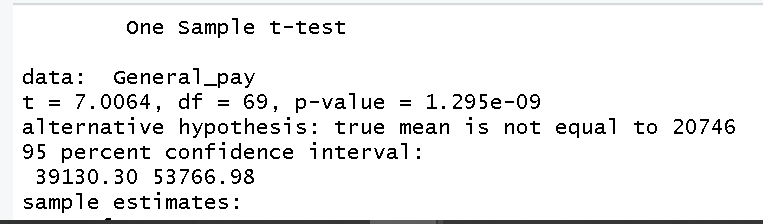 One Sample t-test
data: General_pay
t = 7.0064, df = 69, p-value = 1.295e-09
alternative hypothesis: true mean is not equal to 20746
95 percent confidence interval:
39130.30 53766.98
sample estimates: